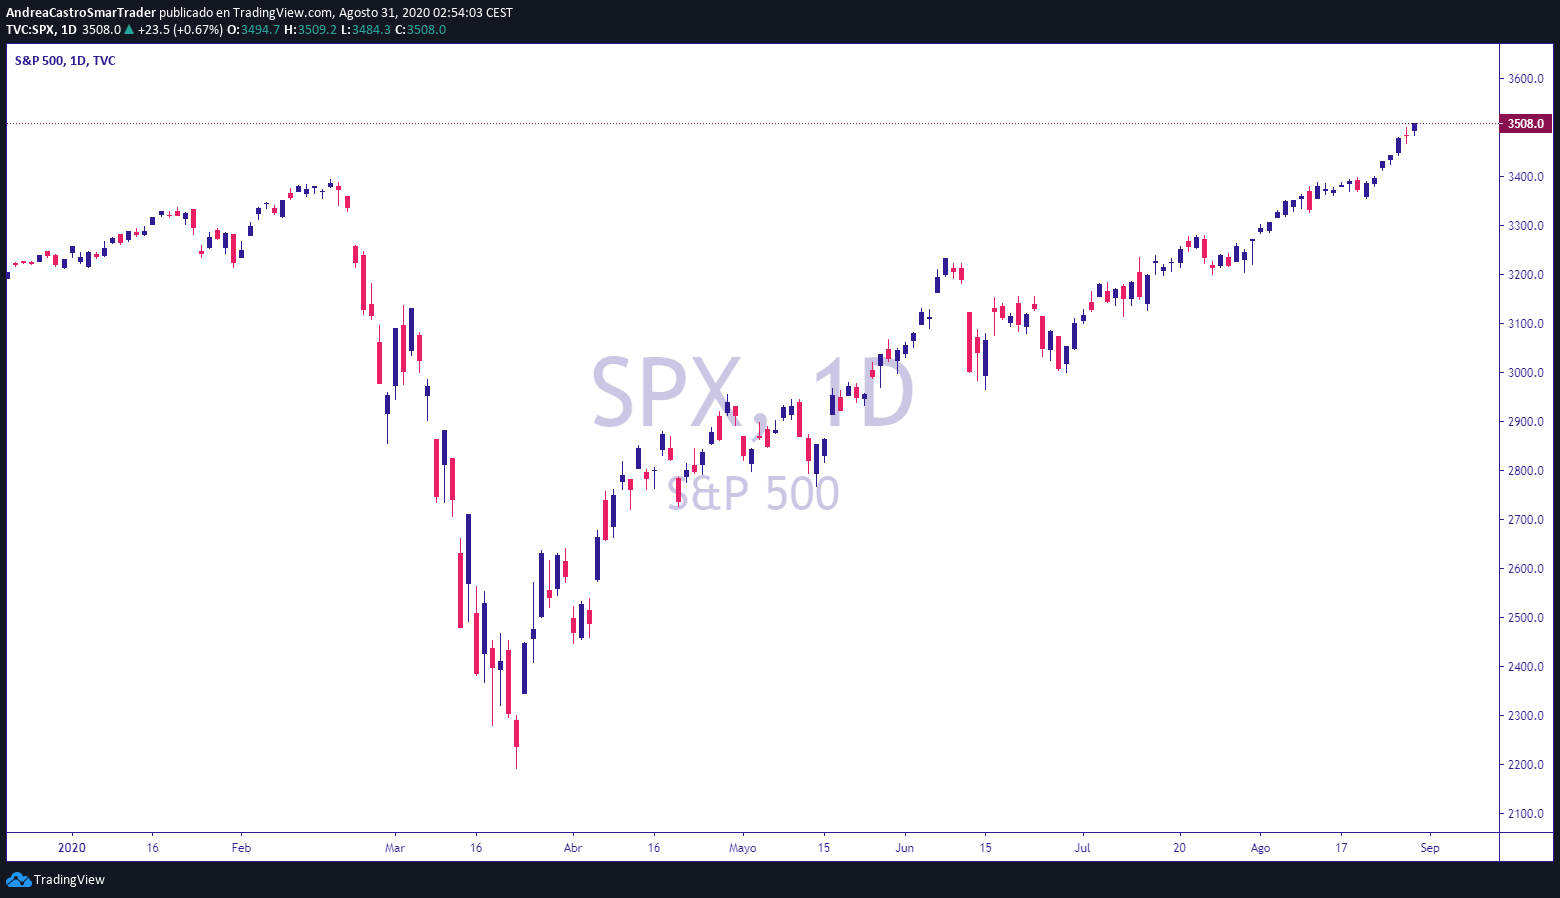 AndreaCastroSmarTrader publicado en TradingView.com, Agosto 31, 2020 02:54:03 CEST
TVC:SPX, 1D 3508.0 ▲ +23.5 (+0.67%) O:3494.7 H:3509.2 L:3484.3 C:3508.0
S&P 500, 1D, TVC
SPX, 1D
S&P 500
3600.0
3508.0
3400.0
3300.0
3200.0
3100.0
3000.0
2900.0
2800.0
2700.0
2600.0
2500.0
2400.0
2300.0
2200.0
2100.0
2020 16 Feb Mar 16 Abr 16 Mayo 15 Jun 15 Jul 20 Ago 17 Sep
TradingView